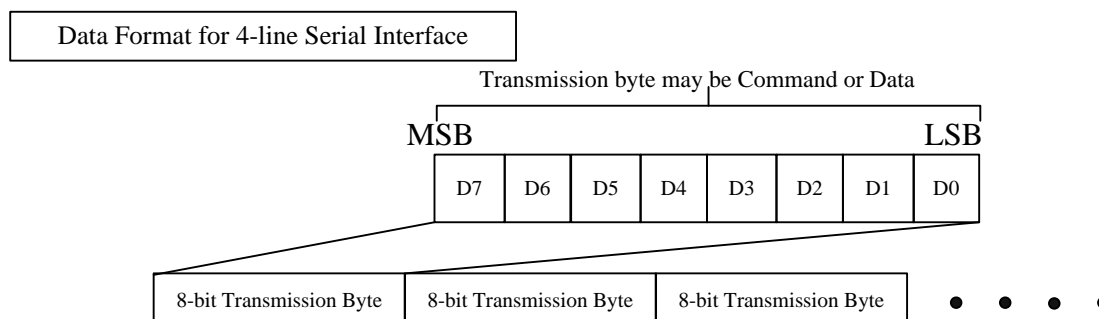 Data Format for 4-line Serial Interface
Transmission byte may be Command or Data
MSB LSB
D7 D6 D5 D4 D3 D2 D1 D0
8-bit Transmission Byte 8-bit Transmission Byte 8-bit Transmission Byte